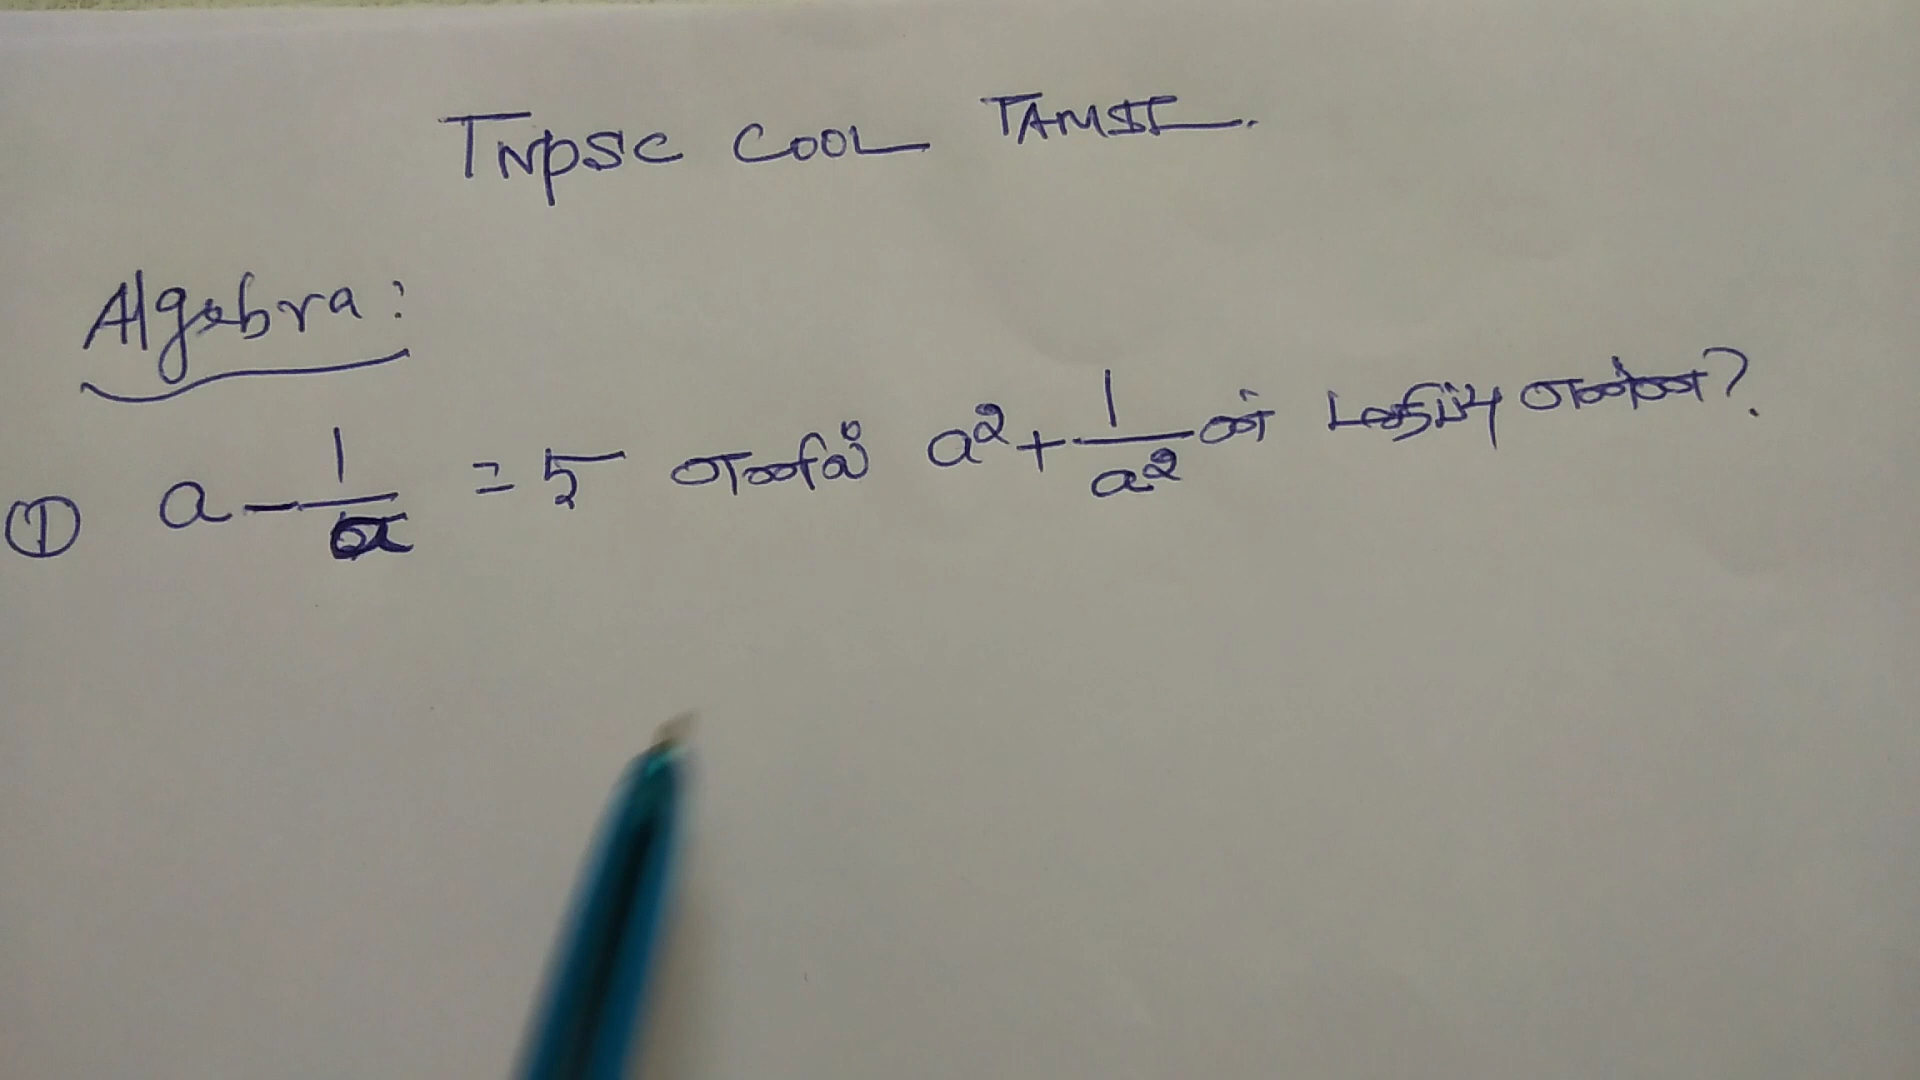 TNPSC COOL TAMIL.
Algebra:
① a - 1/a = 5 எனில் a² + 1/a² ன் மதிப்பு என்ன?